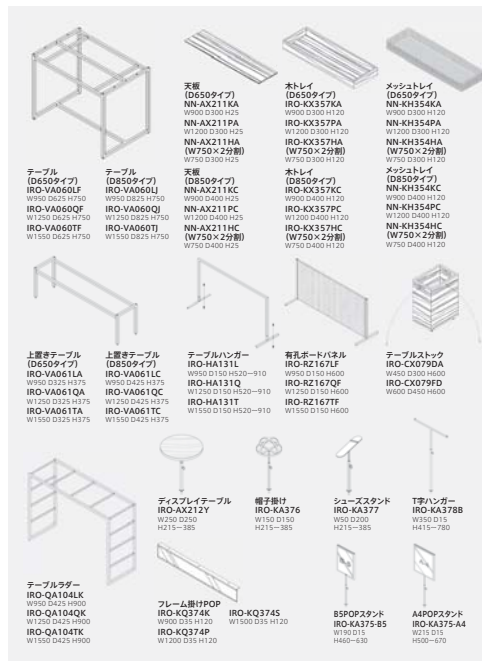 テーブル
(D650タイプ)
IRO-VA060LF
W950 D625 H750
IRO-VA060QF
W1250 D625 H750
IRO-VA060TF
W1550 D625 H750
テーブル
(D850タイプ)
IRO-VA060LJ
W950 D825 H750
IRO-VA060QJ
W1250 D825 H750
IRO-VA060TJ
W1550 D825 H750
天板
(D650タイプ)
NN-AX211KA
W900 D300 H25
NN-AX211PA
W1200 D300 H25
NN-AX211HA
(W750×2分割)
W750 D300 H25
天板
(D850タイプ)
NN-AX211KC
W900 D400 H25
NN-AX211PC
W1200 D400 H25
NN-AX211HC
(W750×2分割)
W750 D400 H25
木トレイ
(D650タイプ)
IRO-KX357KA
W900 D300 H120
IRO-KX357PA
W1200 D300 H120
IRO-KX357HA
(W750×2分割)
W750 D300 H120
木トレイ
(D850タイプ)
IRO-KX357KC
W900 D400 H120
IRO-KX357PC
W1200 D400 H120
IRO-KX357HC
(W750×2分割)
W750 D400 H120
メッシュトレイ
(D650タイプ)
NN-KH354KA
W900 D300 H120
NN-KH354PA
W1200 D300 H120
NN-KH354HA
(W750×2分割)
W750 D300 H120
メッシュトレイ
(D850タイプ)
NN-KH354KC
W900 D400 H120
NN-KH354PC
W1200 D400 H120
NN-KH354HC
(W750×2分割)
W750 D400 H120
上置きテーブル
(D650タイプ)
IRO-VA061LA
W950 D325 H375
IRO-VA061QA
W1250 D325 H375
IRO-VA061TA
W1550 D325 H375
上置きテーブル
(D850タイプ)
IRO-VA061LC
W950 D425 H375
IRO-VA061QC
W1250 D425 H375
IRO-VA061TC
W1550 D425 H375
テーブルハンガー
IRO-HA131L
W950 D150 H520〜910
IRO-HA131Q
W1250 D150 H520〜910
IRO-HA131T
W1550 D150 H520〜910
有孔ボードパネル
IRO-RZ167LF
W950 D150 H600
IRO-RZ167QF
W1250 D150 H600
IRO-RZ167TF
W1550 D150 H600
テーブルストック
IRO-CX079DA
W450 D300 H600
IRO-CX079FD
W600 D450 H600
テーブルラダー
IRO-QA104LK
W950 D425 H900
IRO-QA104QK
W1250 D425 H900
IRO-QA104TK
W1550 D425 H900
ディスプレイテーブル
IRO-AX212Y
W250 D250
H215〜385
帽子掛け
IRO-KA376
W150 D150
H215〜385
シューズスタンド
IRO-KA377
W50 D200
H215〜385
T字ハンガー
IRO-KA378B
W350 D15
H415〜780
フレーム掛けPOP
IRO-KQ374K
W900 D35 H120
IRO-KQ374P
W1200 D35 H120
IRO-KQ374S
W1500 D35 H120
B5POPスタンド
IRO-KA375-B5
W190 D15
H460〜630
A4POPスタンド
IRO-KA375-A4
W215 D15
H500〜670